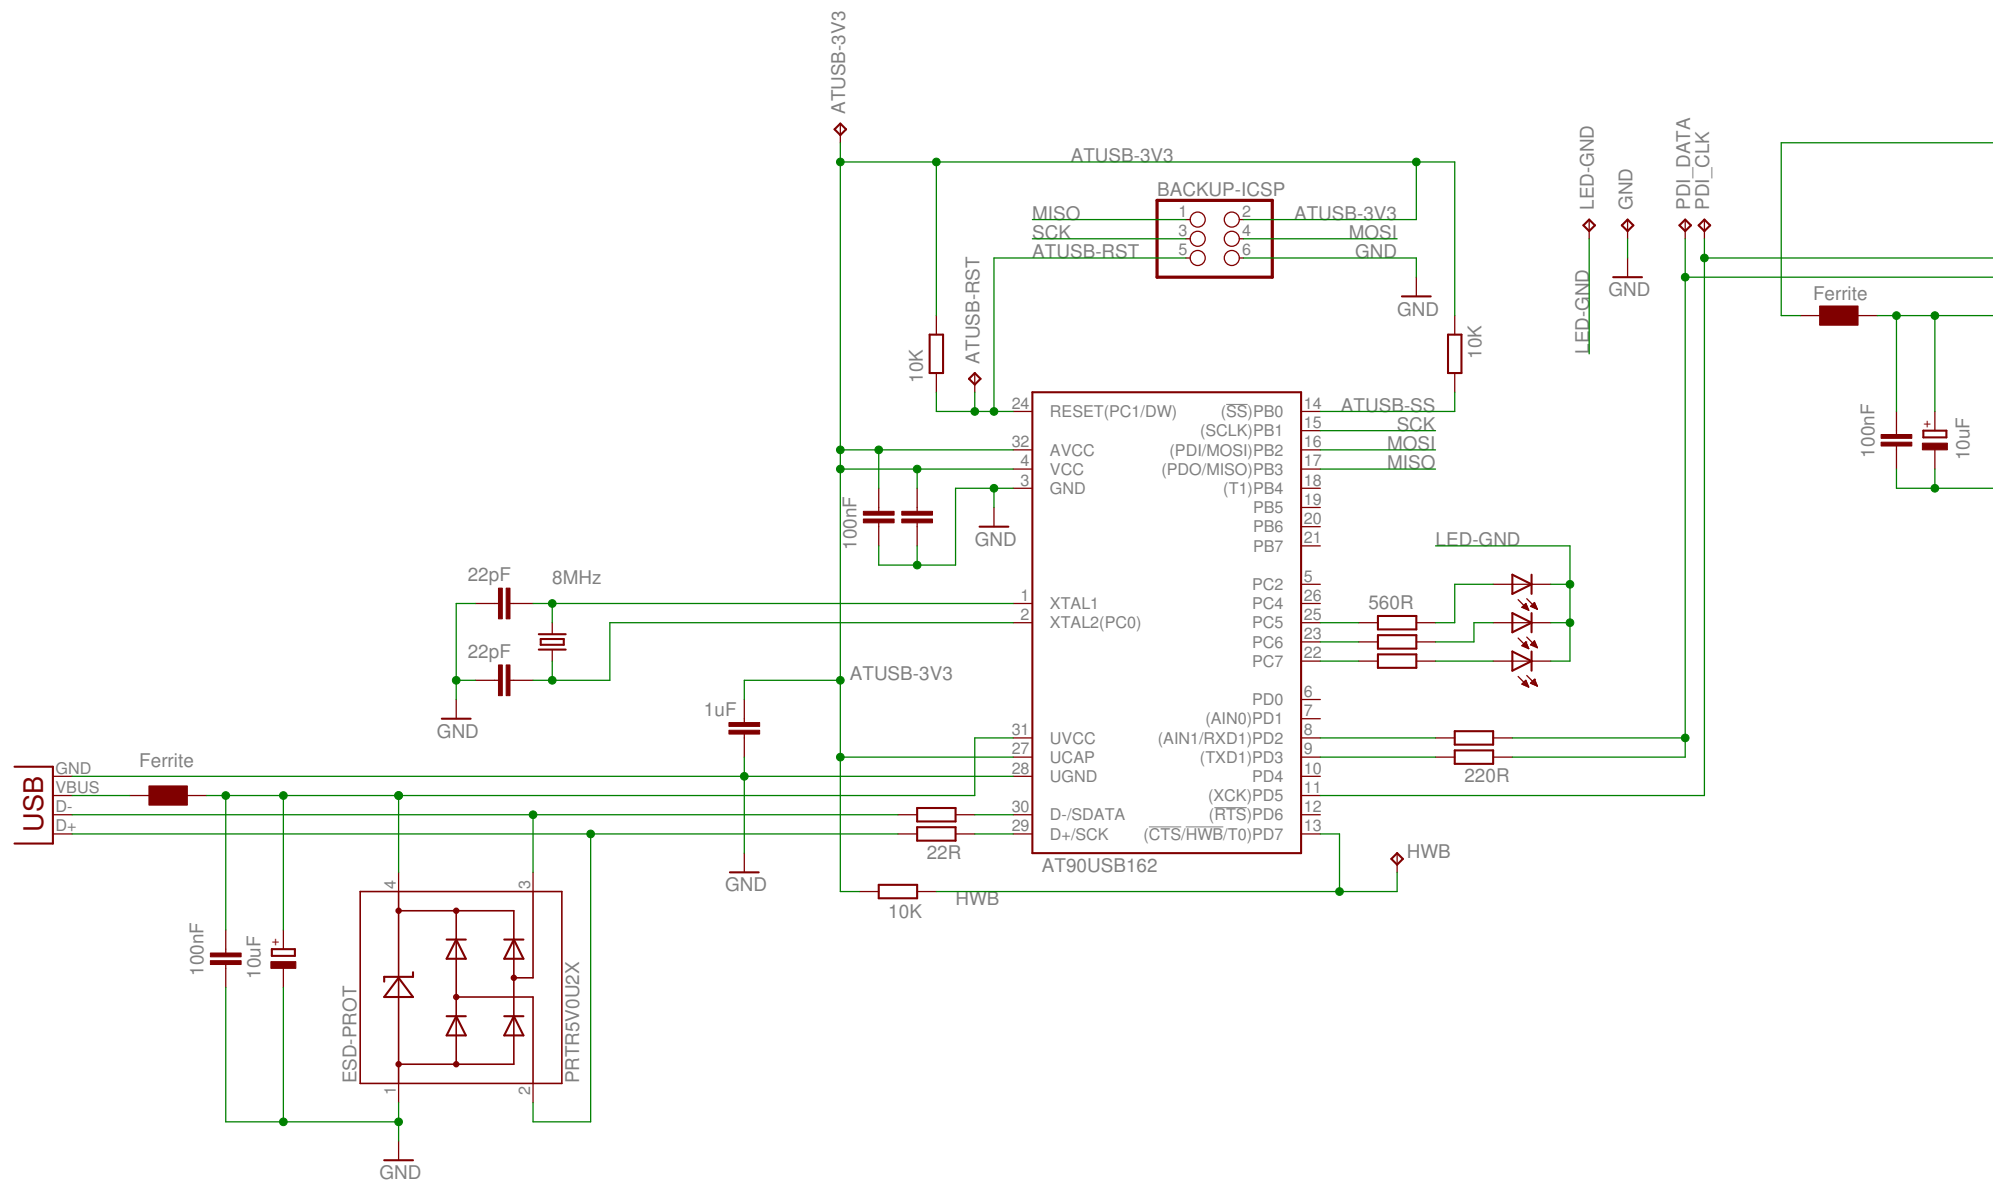 ATUSB-3V3
ATUSB-3V3
BACKUP-ICSP
MISO
1
2
ATUSB-3V3
SCK
3
4
MOSI
ATUSB-RST
5
6
GND
GND
10K
ATUSB-RST
10K
LED-GND
GND
PDI_DATA
PDI_CLK
LED-GND
GND
Ferrite
100nF
+
10uF
24
RESET(PC1/DW)
(SS)PB0
14
ATUSB-SS
(SCLK)PB1
15
SCK
32
AVCC
(PDI/MOSI)PB2
16
MOSI
4
VCC
(PDO/MISO)PB3
17
MISO
3
GND
(T1)PB4
18
PB5
19
PB6
20
PB7
21
100nF
GND
LED-GND
22pF
8MHz
PC2
5
1
XTAL1
PC4
26
560R
2
XTAL2(PC0)
PC5
25
PC6
23
22pF
PC7
22
GND
ATUSB-3V3
1uF
PD0
6
(AIN0)PD1
7
31
UVCC
(AIN1/RXD1)PD2
8
27
UCAP
(TXD1)PD3
9
28
UGND
PD4
10
220R
(XCK)PD5
11
30
D-/SDATA
(RTS)PD6
12
29
D+/SCK
(CTS/HWB/T0)PD7
13
22R
AT90USB162
HWB
10K
HWB
GND
USB
GND
VBUS
D-
D+
Ferrite
100nF
10uF
+
4
3
ESD-PROT
PRTR5V0U2X
1
2
GND